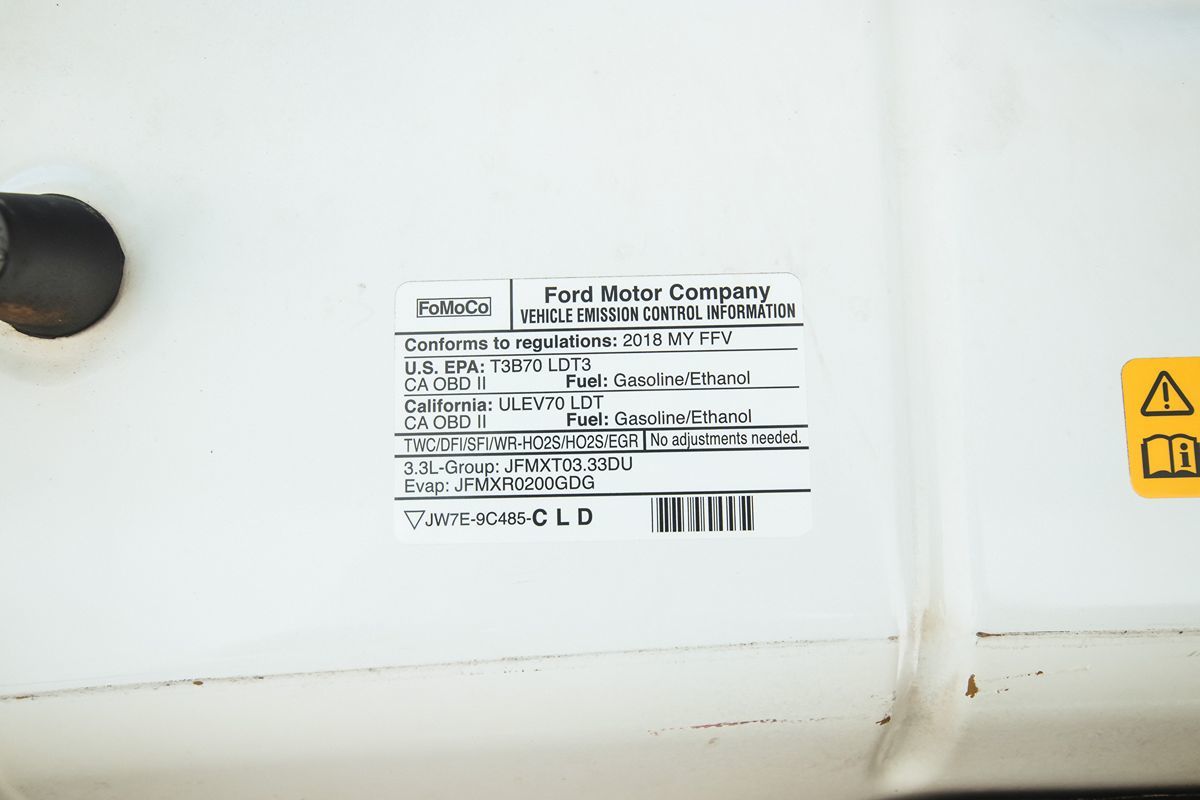 FoMoCo
Ford Motor Company
VEHICLE EMISSION CONTROL INFORMATION
Conforms to regulations: 2018 MY FFV
U.S. EPA: T3B70 LDT3
CA OBD II Fuel: Gasoline/Ethanol
California: ULEV70 LDT
CA OBD II Fuel: Gasoline/Ethanol
TWC/DFI/SFI/WR-HO2S/HO2S/EGR No adjustments needed.
3.3L-Group: JFMXT03.33DU
Evap: JFMXR0200GDG
JW7E-9C485-C L D